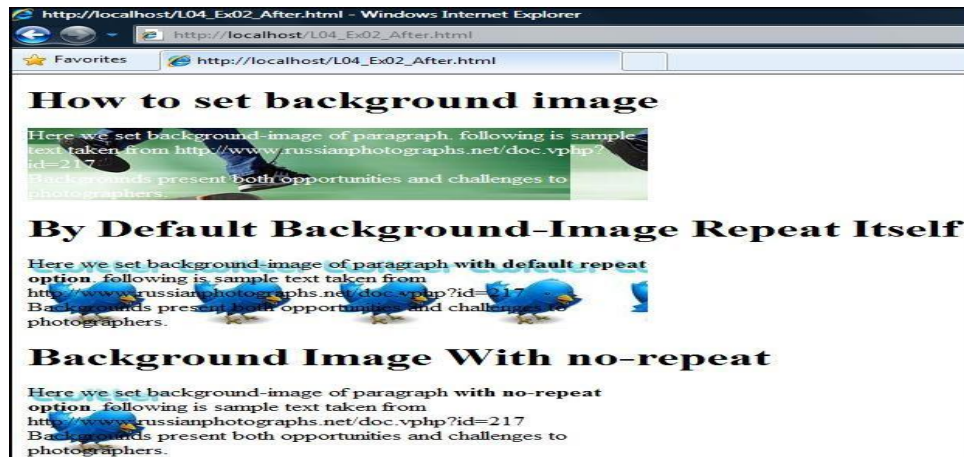 http://localhost/L04_Ex02_After.html - Windows Internet Explorer
http://localhost/L04_Ex02_After.html
Favorites http://localhost/L04_Ex02_After.html
How to set background image
Here we set background-image of paragraph. following is sample
text taken from http://www.russianphotographs.net/doc.vphp?
id=217
Backgrounds present both opportunities and challenges to
photographers.
By Default Background-Image Repeat Itself
Here we set background-image of paragraph with default repeat
option. following is sample text taken from
http://www.russianphotographs.net/doc.vphp?id=217
Backgrounds present both opportunities and challenges to
photographers.
Background Image With no-repeat
Here we set background-image of paragraph with no-repeat
option. following is sample text taken from
http://www.russianphotographs.net/doc.vphp?id=217
Backgrounds present both opportunities and challenges to
photographers.